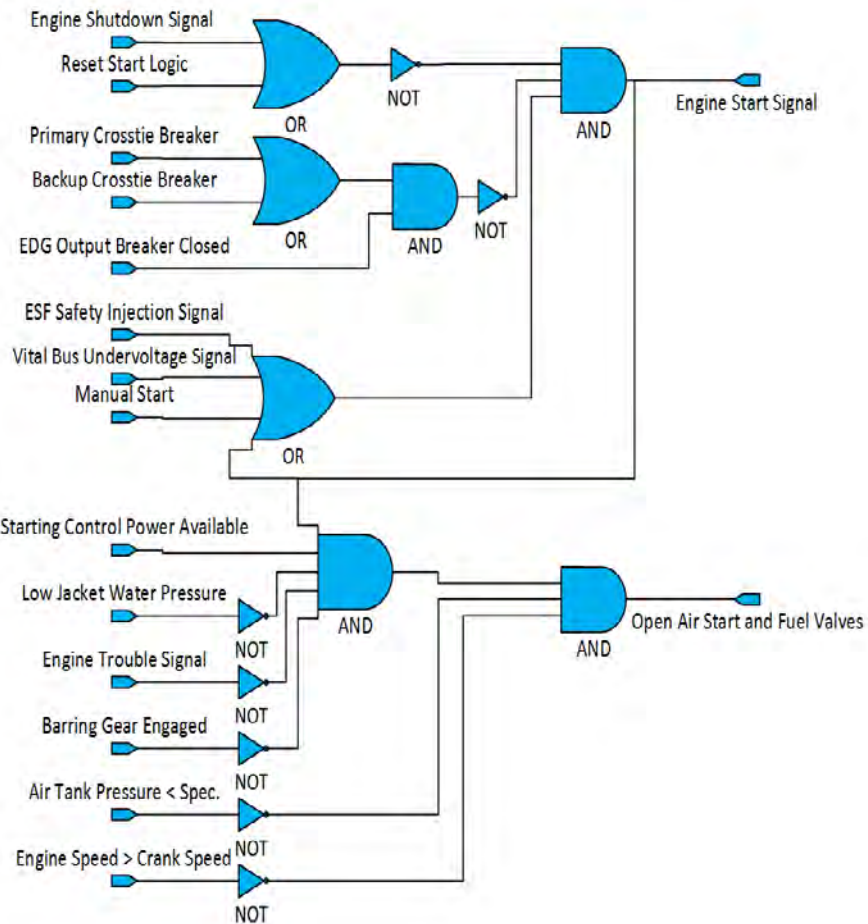 Engine Shutdown Signal
Reset Start Logic
OR
NOT
AND
Engine Start Signal
Primary Crosstie Breaker
Backup Crosstie Breaker
OR
AND
NOT
EDG Output Breaker Closed
ESF Safety Injection Signal
Vital Bus Undervoltage Signal
Manual Start
OR
Starting Control Power Available
Low Jacket Water Pressure
NOT
AND
AND
Open Air Start and Fuel Valves
Engine Trouble Signal
NOT
Barring Gear Engaged
NOT
Air Tank Pressure < Spec.
NOT
Engine Speed > Crank Speed
NOT